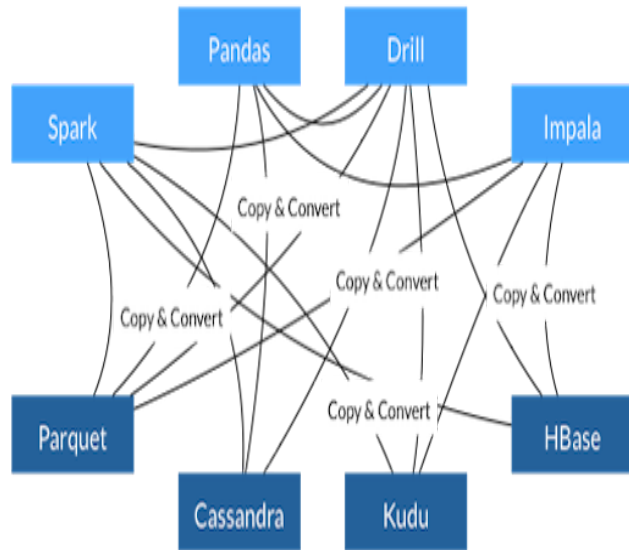 Pandas
Drill
Spark
Impala
Copy & Convert
Copy & Convert
Copy & Convert
Copy & Convert
Copy & Convert
Parquet
HBase
Cassandra
Kudu